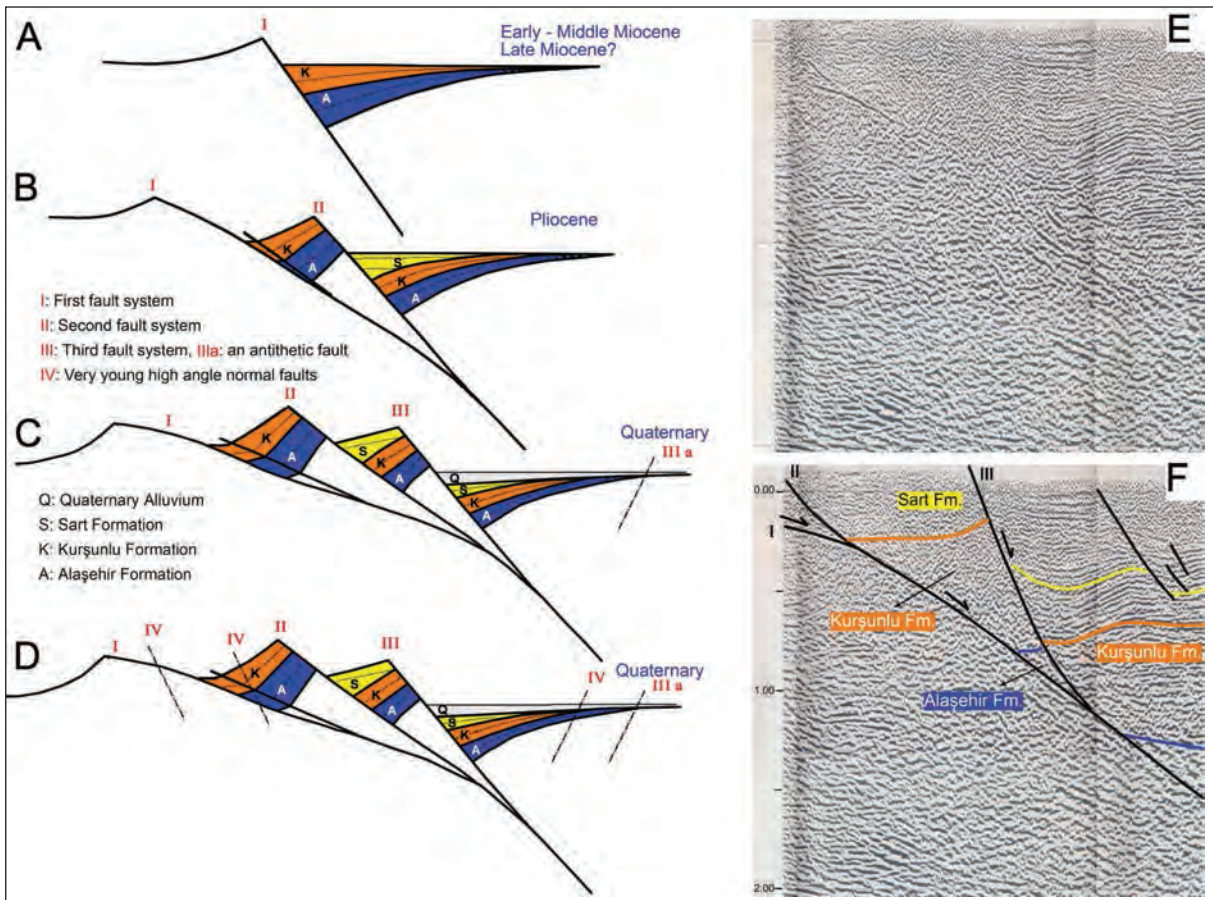 A
I
Early - Middle Miocene
Late Miocene?
K
A
B
I
II
Pliocene
K
A
S
K
A
I: First fault system
II: Second fault system
III: Third fault system, IIIa: an antithetic fault
IV: Very young high angle normal faults
C
I
II
III
Quaternary
III a
K
A
S
K
A
Q
S
K
A
Q: Quaternary Alluvium
S: Sart Formation
K: Kurşunlu Formation
A: Alaşehir Formation
D
I
IV
IV
II
III
IV
Quaternary
III a
K
A
S
K
A
Q
S
K
A
E
F
II
III
0.00
I
Sart Fm.
Kurşunlu Fm.
Kurşunlu Fm.
1.00
Alaşehir Fm.
2.00